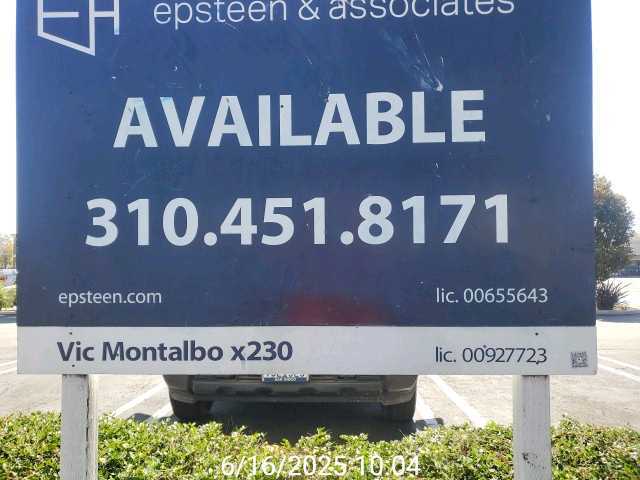 EA
epsteen & associates
AVAILABLE
310.451.8171
epsteen.com
lic. 00655643
Vic Montalbo x230
lic. 00927723
6/16/2025 10:04